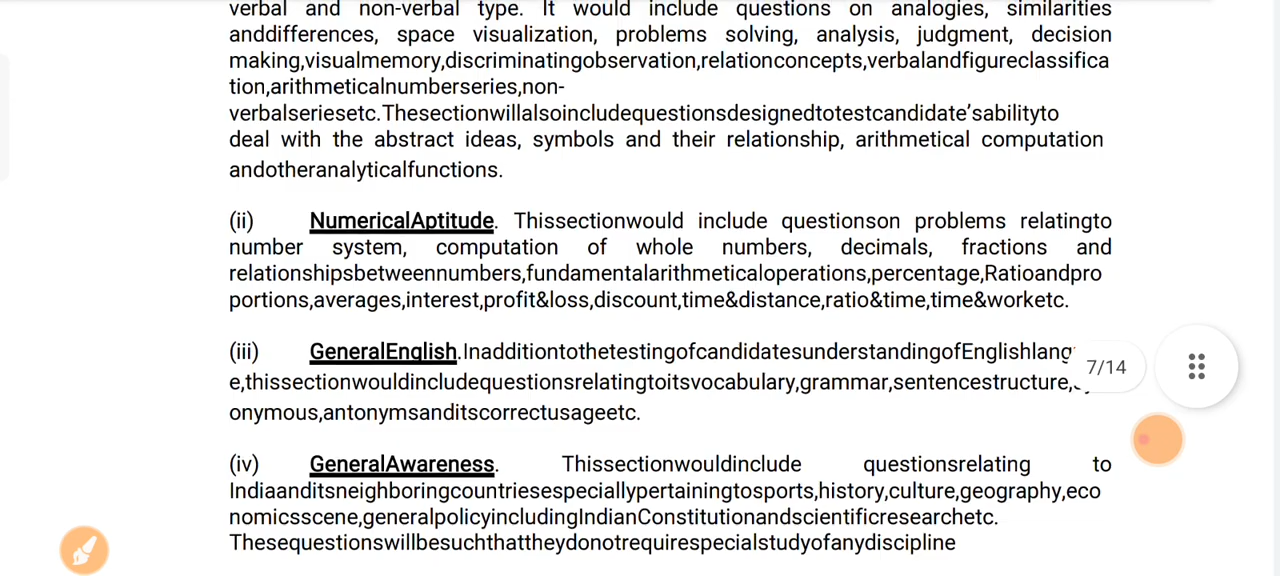 verbal and non-verbal type. It would include questions on analogies, similarities
anddifferences, space visualization, problems solving, analysis, judgment, decision
making,visualmemory,discriminatingobservation,relationconcepts,verbalandfigureclassifica
tion,arithmeticalnumberseries,non-
verbalseriesetc.Thesectionwillalsoincludequestionsdesignedtotestcandidate’sabilityto
deal with the abstract ideas, symbols and their relationship, arithmetical computation
andotheranalyticalfunctions.
(ii) NumericalAptitude. Thissectionwould include questionson problems relatingto
number system, computation of whole numbers, decimals, fractions and
relationshipsbetweennumbers,fundamentalarithmeticaloperations,percentage,Ratioandpro
portions,averages,interest,profit&loss,discount,time&distance,ratio&time,time&worketc.
(iii) GeneralEnglish.InadditiontothetestingofcandidatesunderstandingofEnglishlang
e,thissectionwouldincludequestionsrelatingtoitsvocabulary,grammar,sentencestructure,
7/14
onymous,antonymsanditscorrectusageetc.
(iv) GeneralAwareness. Thissectionwouldinclude questionsrelating to
Indiaanditsneighboringcountriesespeciallypertainingtosports,history,culture,geography,eco
nomicsscene,generalpolicyincludingIndianConstitutionandscientificresearchetc.
Thesequestionswillbesuchthattheydonotrequirespecialstudyofanydiscipline